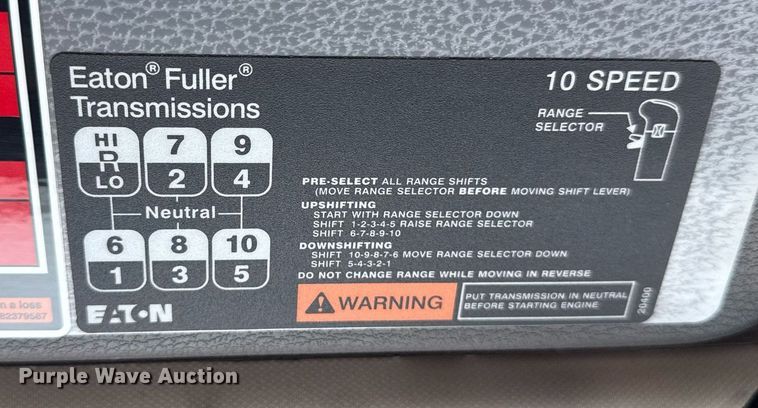 Eaton® Fuller®
Transmissions
10 SPEED
RANGE
SELECTOR
HI
R
LO
7
2
9
4
Neutral
6
1
8
3
10
5
EATON
PRE-SELECT ALL RANGE SHIFTS
(MOVE RANGE SELECTOR BEFORE MOVING SHIFT LEVER)
UPSHIFTING
START WITH RANGE SELECTOR DOWN
SHIFT 1-2-3-4-5 RAISE RANGE SELECTOR
SHIFT 6-7-8-9-10
DOWNSHIFTING
SHIFT 10-9-8-7-6 MOVE RANGE SELECTOR DOWN
SHIFT 5-4-3-2-1
DO NOT CHANGE RANGE WHILE MOVING IN REVERSE
WARNING
PUT TRANSMISSION IN NEUTRAL
BEFORE STARTING ENGINE
20400
n a loss
82379567
Purple Wave Auction